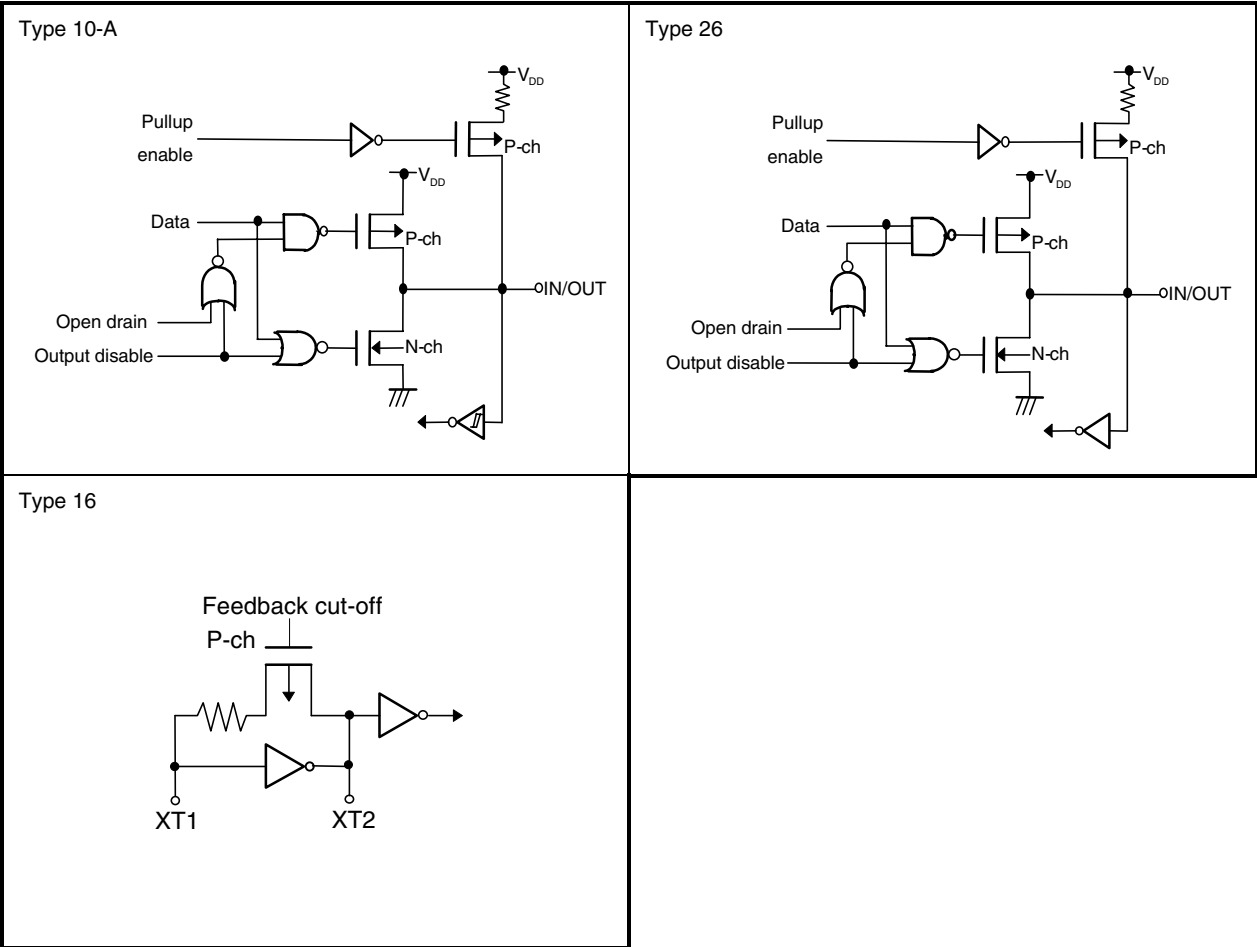 Type 10-A
VDD
Pullup
enable
P-ch
VDD
Data
P-ch
IN/OUT
Open drain
Output disable
N-ch
Type 26
VDD
Pullup
enable
P-ch
VDD
Data
P-ch
IN/OUT
Open drain
Output disable
N-ch
Type 16
Feedback cut-off
P-ch
XT1
XT2